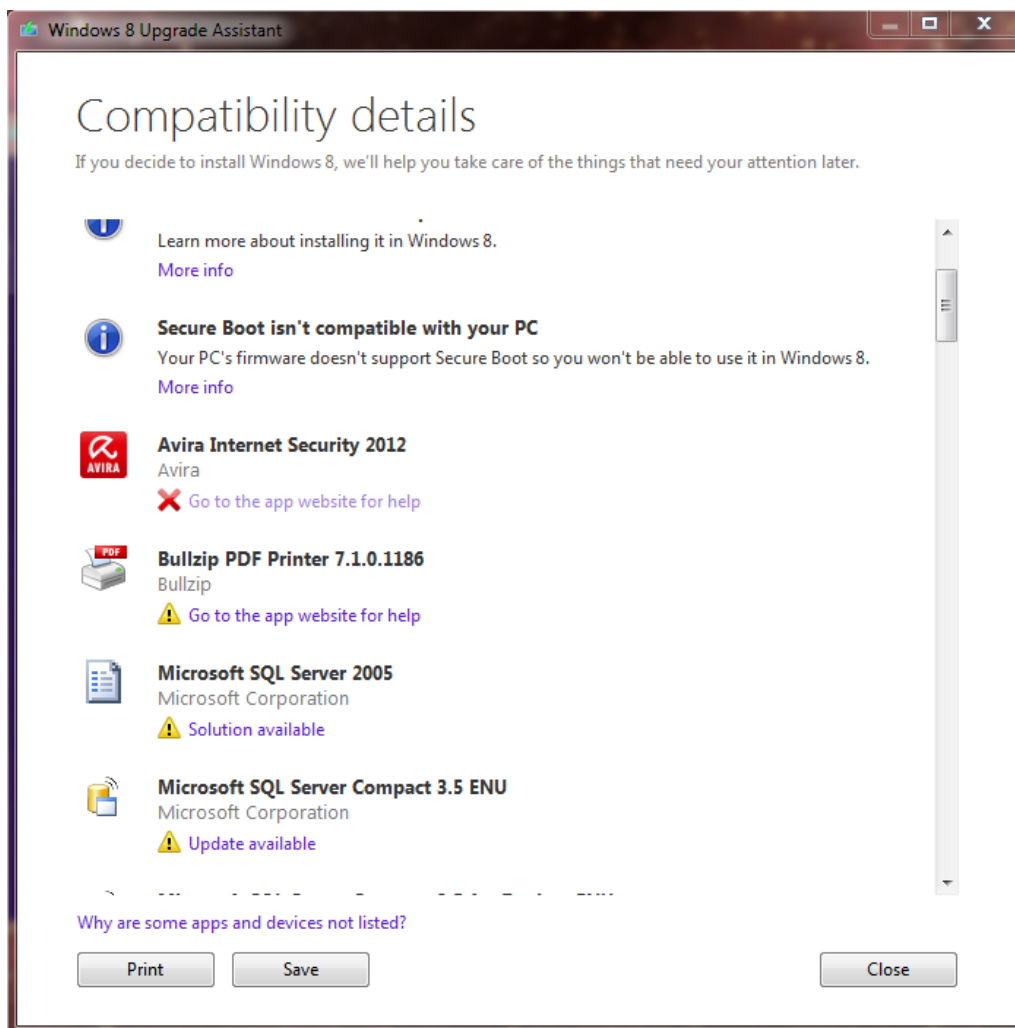 Windows 8 Upgrade Assistant
Compatibility details
If you decide to install Windows 8, we'll help you take care of the things that need your attention later.
Learn more about installing it in Windows 8.
More info
Secure Boot isn't compatible with your PC
Your PC's firmware doesn't support Secure Boot so you won't be able to use it in Windows 8.
More info
AVIRA
Avira Internet Security 2012
Avira
Go to the app website for help
PDF
Bullzip PDF Printer 7.1.0.1186
Bullzip
Go to the app website for help
Microsoft SQL Server 2005
Microsoft Corporation
Solution available
Microsoft SQL Server Compact 3.5 ENU
Microsoft Corporation
Update available
Why are some apps and devices not listed?
Print
Save
Close